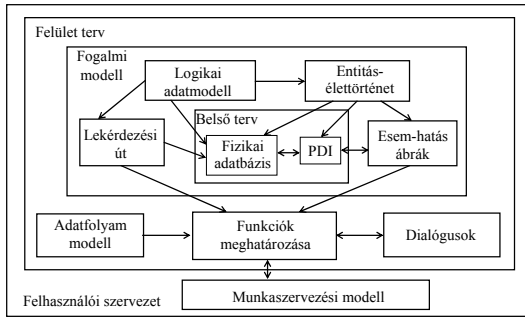 Felület terv
Fogalmi
modell
Logikai
adatmodell
Entitás-
élettörténet
Belső terv
Lekérdezési
út
Fizikai
adatbázis
PDI
Esem-hatás
ábrák
Adatfolyam
modell
Funkciók
meghatározása
Dialógusok
Felhasználói szervezet
Munkaszervezési modell